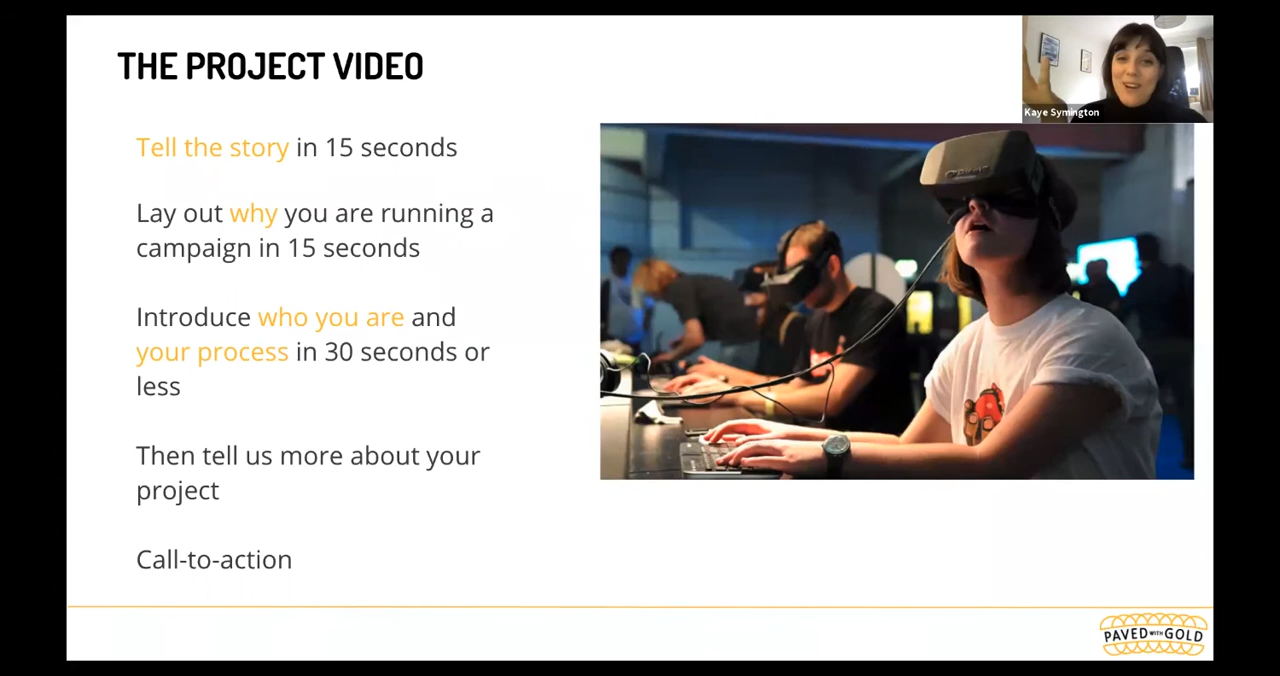 THE PROJECT VIDEO
Kaye Symington
Tell the story in 15 seconds
Lay out why you are running a
campaign in 15 seconds
Introduce who you are and
your process in 30 seconds or
less
Then tell us more about your
project
Call-to-action
PAVED WITH GOLD